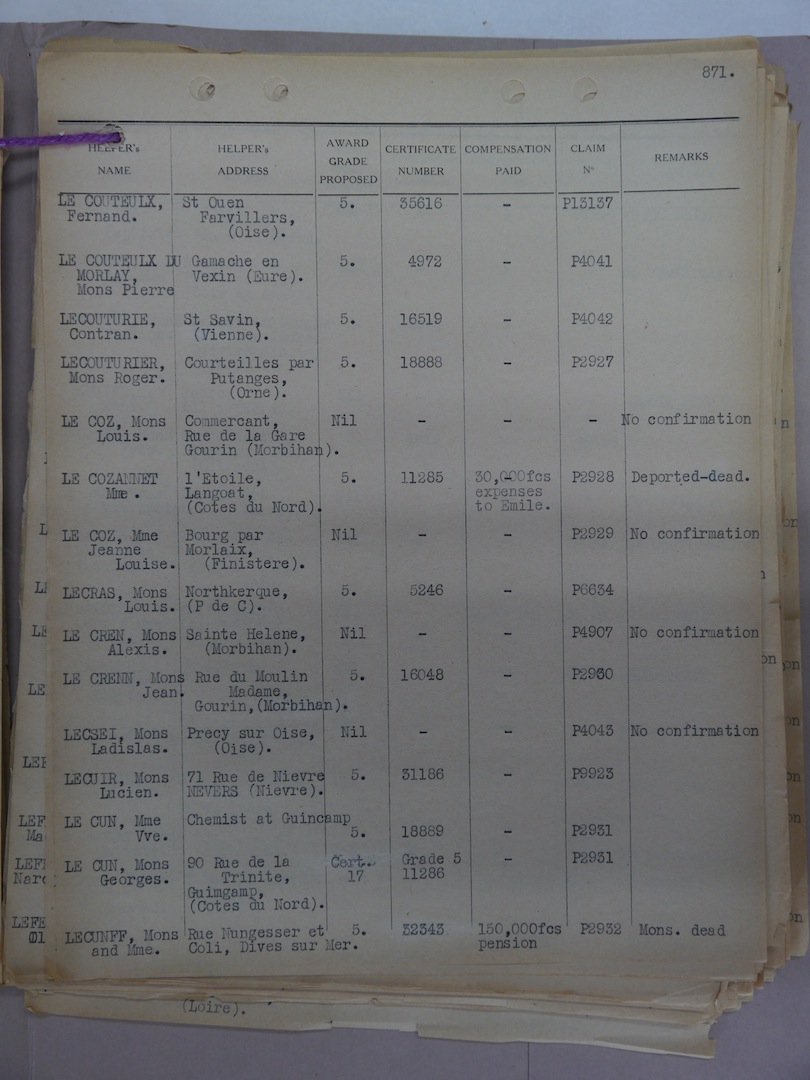 871.
HELPER's NAME
HELPER's ADDRESS
AWARD GRADE PROPOSED
CERTIFICATE NUMBER
COMPENSATION PAID
CLAIM N°
REMARKS
LE COUTEULX, St Ouen 5. 35616 - P13137
Fernand. Farvillers,
(Oise).
LE COUTEULX DU Gamache en 5. 4972 - P4041
MORLAY, Vexin (Eure).
Mons Pierre
LECOUTURIE, St Savin, 5. 16519 - P4042
Contran. (Vienne).
LECOUTURIER, Courteilles par 5. 18888 - P2927
Mons Roger. Putanges,
(Orne).
LE COZ, Mons Commercant, Nil - - - No confirmation
Louis. Rue de la Gare
Gourin (Morbihan).
LE COZANNET l'Etoile, 5. 11285 30,000fcs P2928 Deported-dead.
Mme. Langoat, expenses
(Cotes du Nord). to Emile.
LE COZ, Mme Bourg par Nil - - P2929 No confirmation
Jeanne Morlaix,
Louise. (Finistere).
LECRAS, Mons Northkerque, 5. 5246 - P6634
Louis. (P de C).
LE CREN, Mons Sainte Helene, Nil - - P4907 No confirmation
Alexis. (Morbihan).
LE CRENN, Mons Rue du Moulin 5. 16048 - P2930
Jean. Madame,
Gourin, (Morbihan).
LECSEI, Mons Precy sur Oise, Nil - - P4043 No confirmation
Ladislas. (Oise).
LECUIR, Mons 71 Rue de Nievre 5. 31186 - P9923
Lucien. NEVERS (Nievre).
LE CUN, Mme Chemist at Guincamp
Vve. 5. 18889 - P2931
LE CUN, Mons 90 Rue de la Cert. Grade 5 - P2931
Georges. Trinite, 17 11286
Guimgamp,
(Cotes du Nord).
LECUNFF, Mons Rue Nungesser et 5. 32343 150,000fcs P2932 Mons. dead
and Mme. Coli, Dives sur Mer. pension
(Loire).